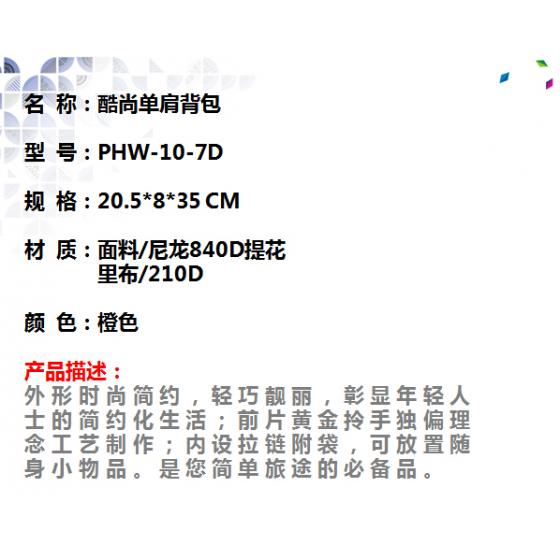 名 称：酷尚单肩背包
型 号：PHW-10-7D
规 格：20.5*8*35 CM
材 质：面料/尼龙840D提花
里布/210D
颜 色：橙色
产品描述：
外形时尚简约，轻巧靓丽，彰显年轻人
士的简约化生活；前片黄金拎手独偏理
念工艺制作；内设拉链附袋，可放置随
身小物品。是您简单旅途的必备品。